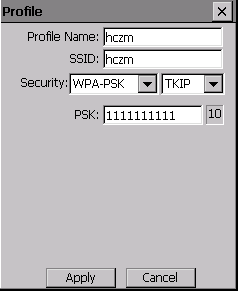 Profile
Profile Name: hczm
SSID: hczm
Security: WPA-PSK TKIP
PSK: 1111111111 10
Apply Cancel